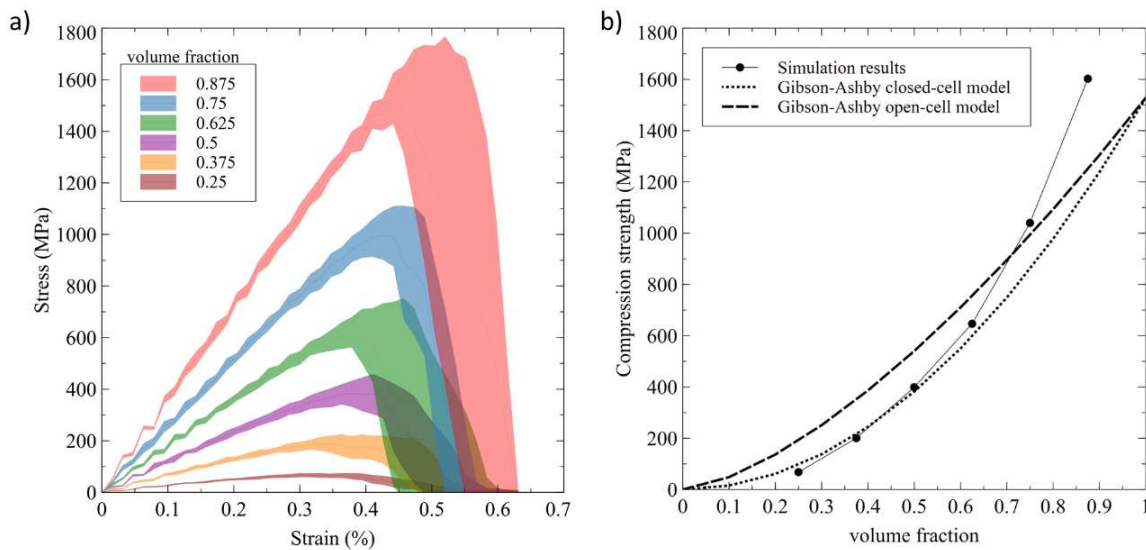 a)
1800
1600
1400
1200
1000
800
600
400
200
0
Stress (MPa)
volume fraction
0.875
0.75
0.625
0.5
0.375
0.25
0 0.1 0.2 0.3 0.4 0.5 0.6 0.7
Strain (%)
b)
1800
1600
1400
1200
1000
800
600
400
200
0
Compression strength (MPa)
Simulation results
Gibson-Ashby closed-cell model
Gibson-Ashby open-cell model
0 0.1 0.2 0.3 0.4 0.5 0.6 0.7 0.8 0.9 1
volume fraction